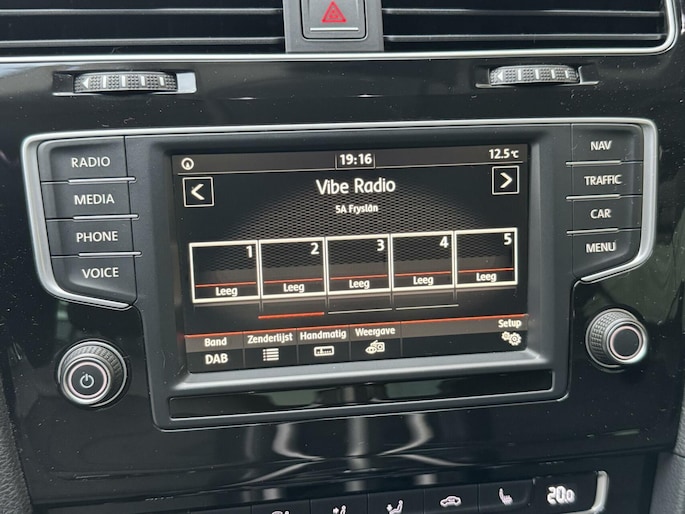 19:16 12.5°C
RADIO
MEDIA
PHONE
VOICE
Vibe Radio
5A Fryslân
1 2 3 4 5
Leeg Leeg Leeg Leeg Leeg
Band Zenderlijst Handmatig Weergave Setup
DAB
NAV
TRAFFIC
CAR
MENU
20.0